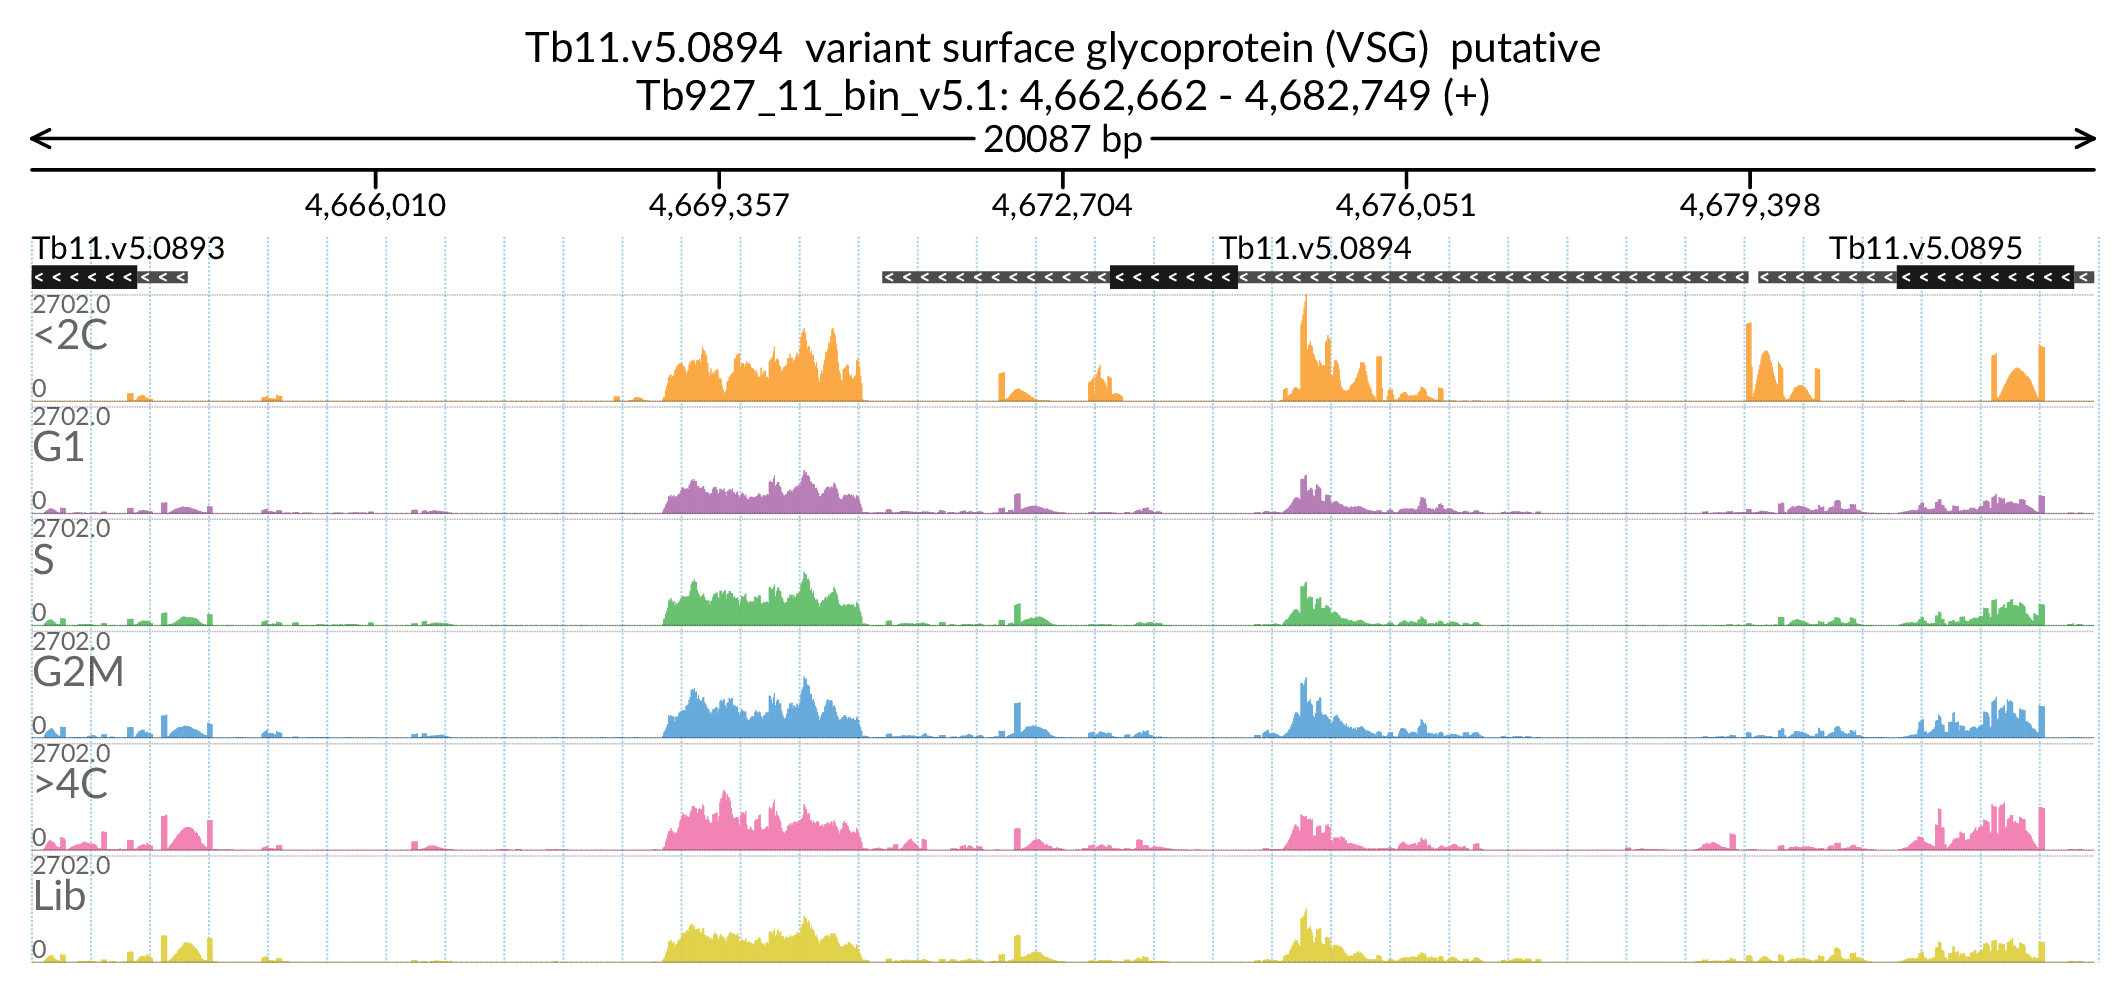 Tb11.v5.0894 variant surface glycoprotein (VSG) putative
Tb927_11_bin_v5.1: 4,662,662 - 4,682,749 (+)
20087 bp
4,666,010 4,669,357 4,672,704 4,676,051 4,679,398
Tb11.v5.0893 Tb11.v5.0894 Tb11.v5.0895
2702.0
<2C
0
2702.0
G1
0
2702.0
S
0
2702.0
G2M
0
2702.0
>4C
0
2702.0
Lib
0